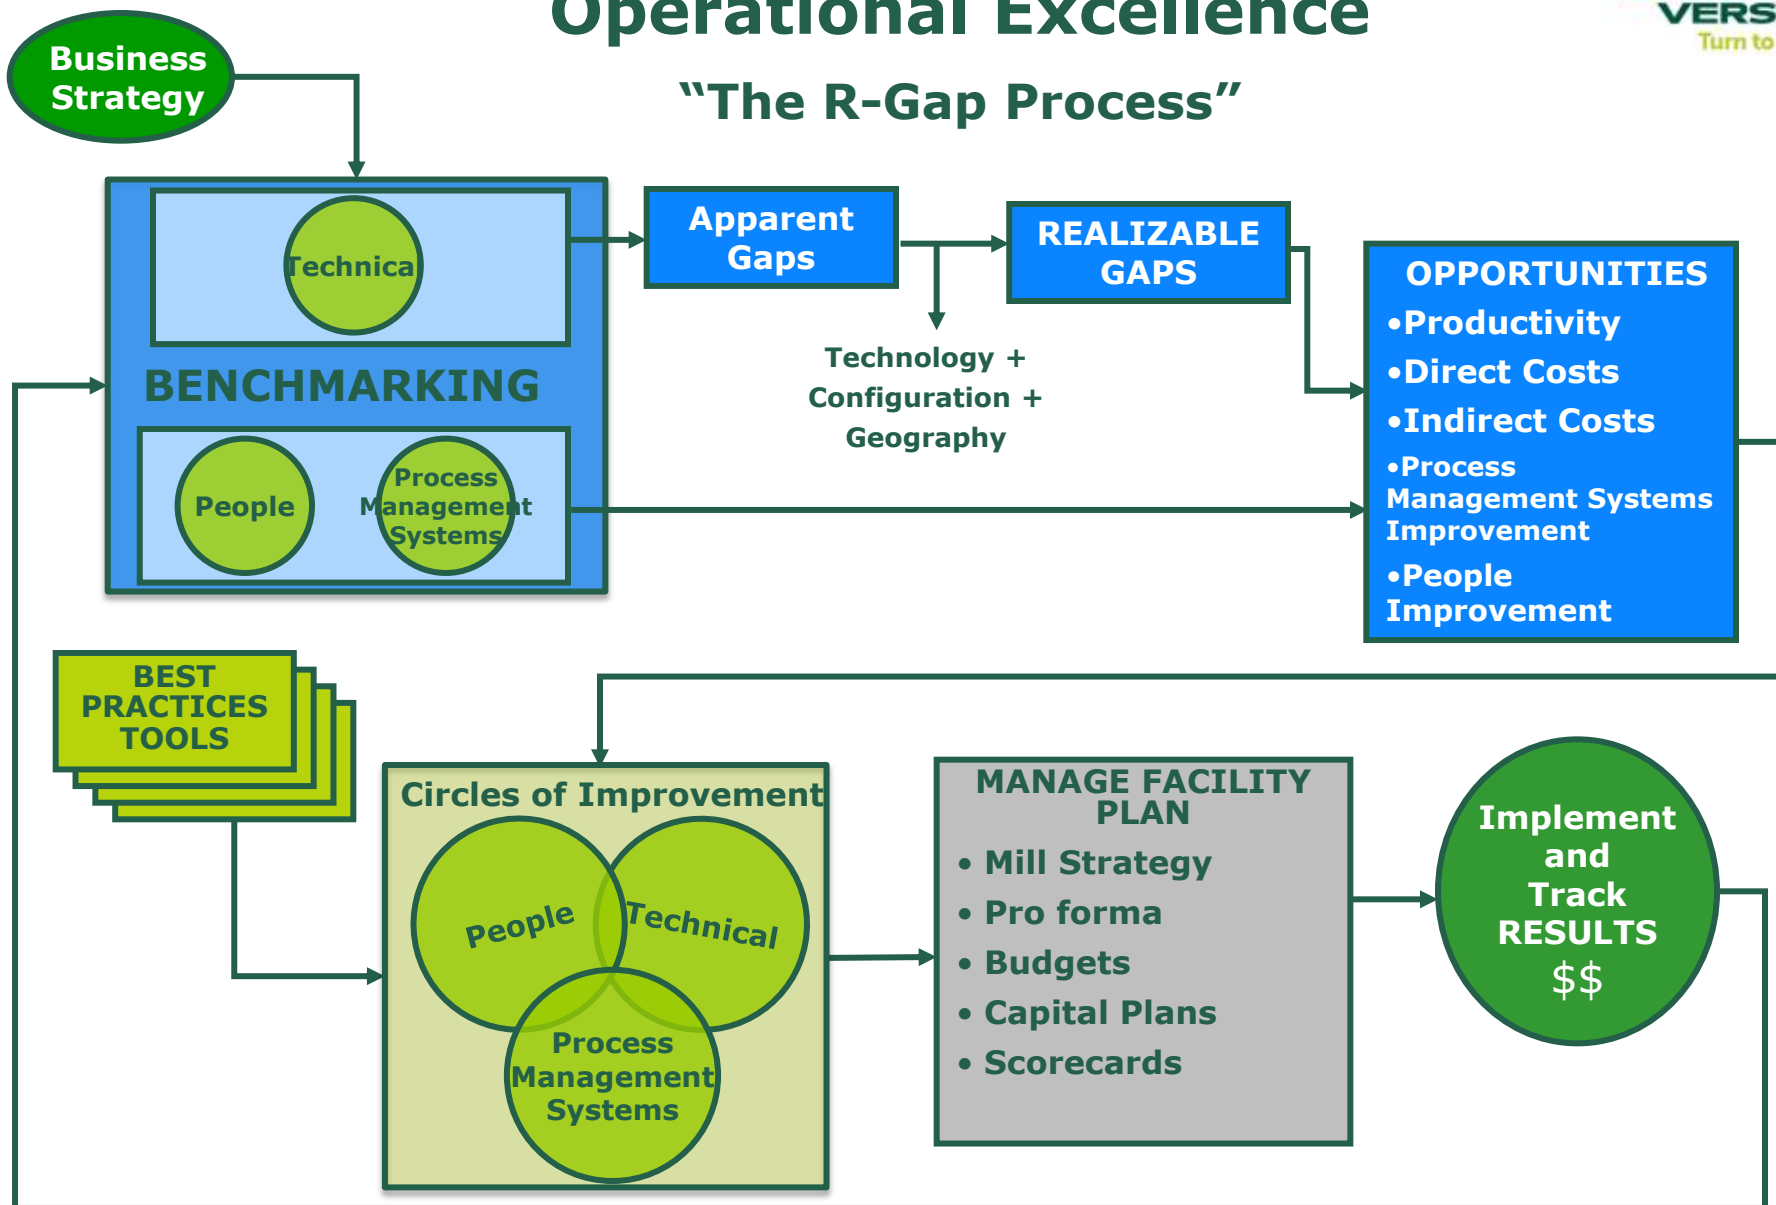 Operational Excellence
“The R-Gap Process”
VERS
Turn to
Business
Strategy
Technica
BENCHMARKING
People
Process
Management
Systems
Apparent
Gaps
Technology +
Configuration +
Geography
REALIZABLE
GAPS
OPPORTUNITIES
•Productivity
•Direct Costs
•Indirect Costs
•Process
Management Systems
Improvement
•People
Improvement
BEST
PRACTICES
TOOLS
Circles of Improvement
People
Technical
Process
Management
Systems
MANAGE FACILITY
PLAN
• Mill Strategy
• Pro forma
• Budgets
• Capital Plans
• Scorecards
Implement
and
Track
RESULTS
$$